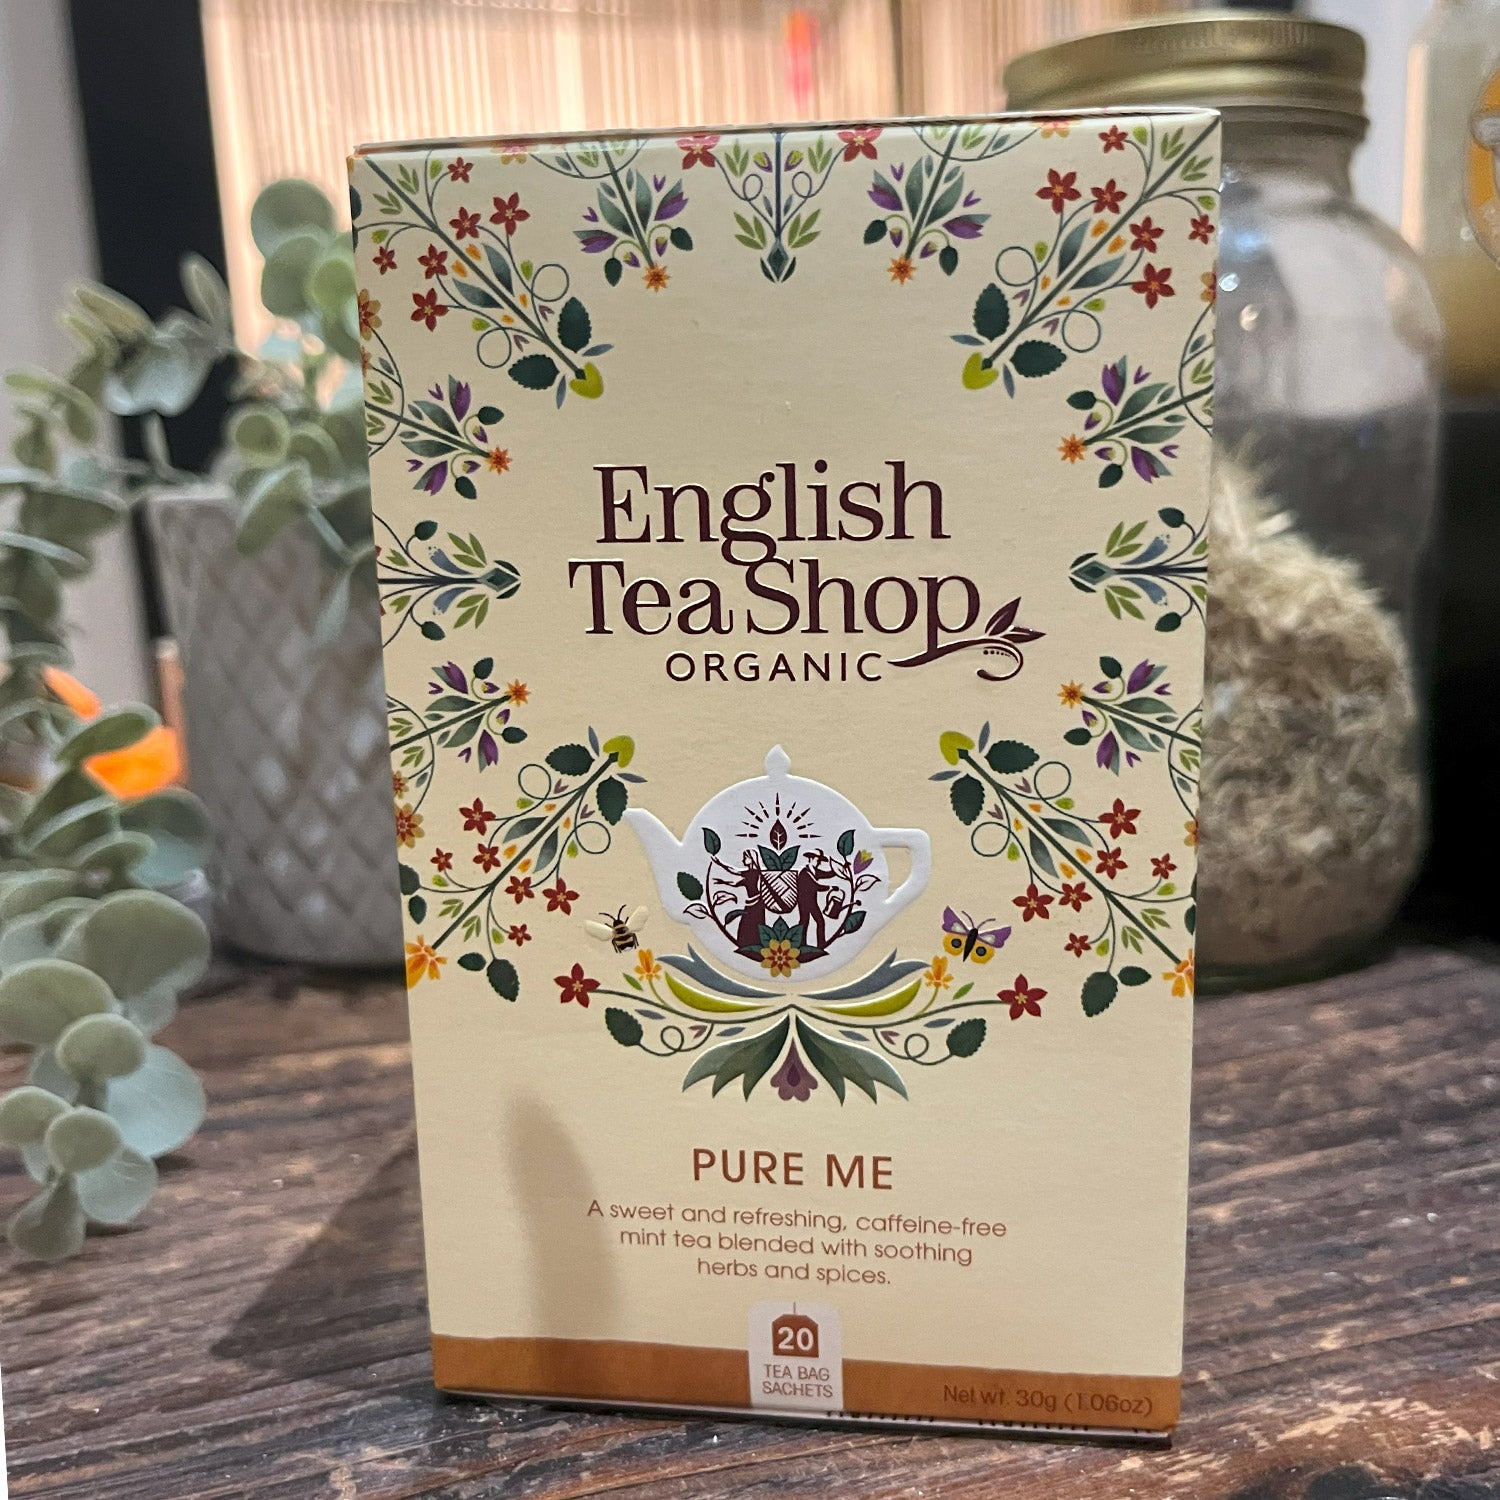 English
Tea Shop
ORGANIC
PURE ME
A sweet and refreshing, caffeine-free
mint tea blended with soothing
herbs and spices.
20
TEA BAG
SACHETS
Net wt. 30g (1.06oz)